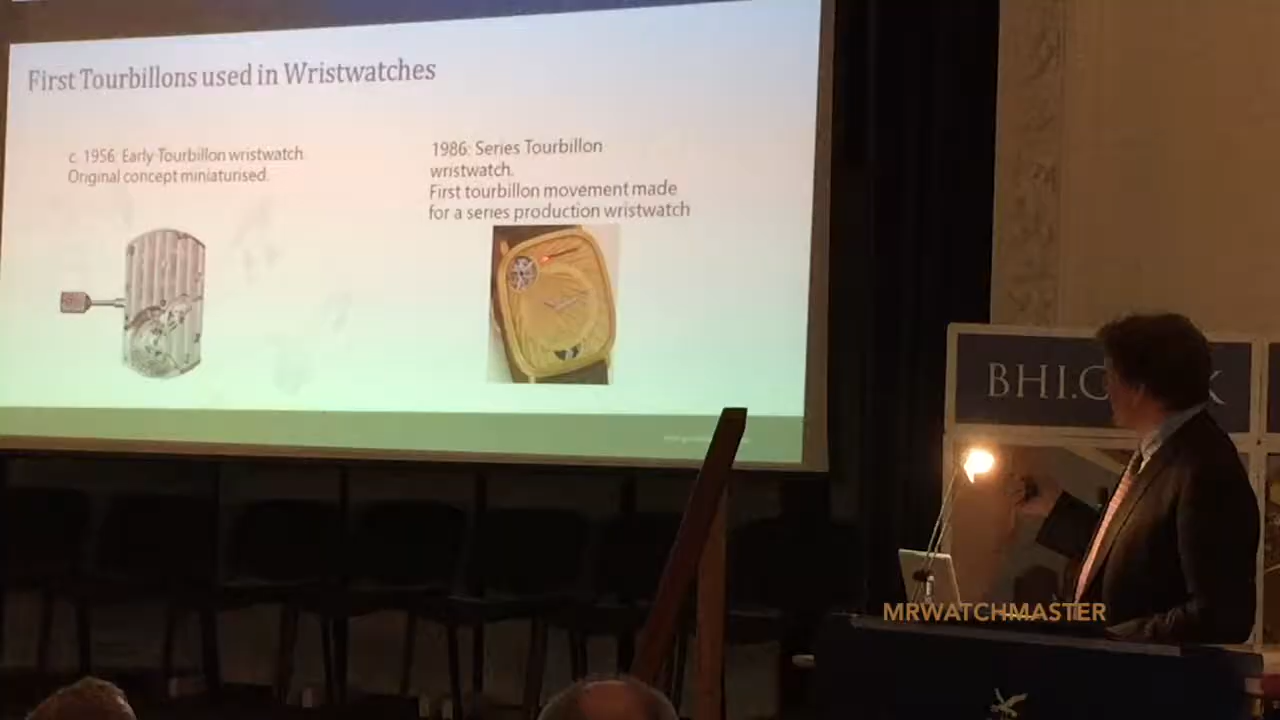 First Tourbillons used in Wristwatches
c. 1956: Early Tourbillon wristwatch
Original concept miniaturised.
1986: Series Tourbillon
wristwatch.
First tourbillon movement made
for a series production wristwatch
BHI.C
K
MRWATCHMASTER